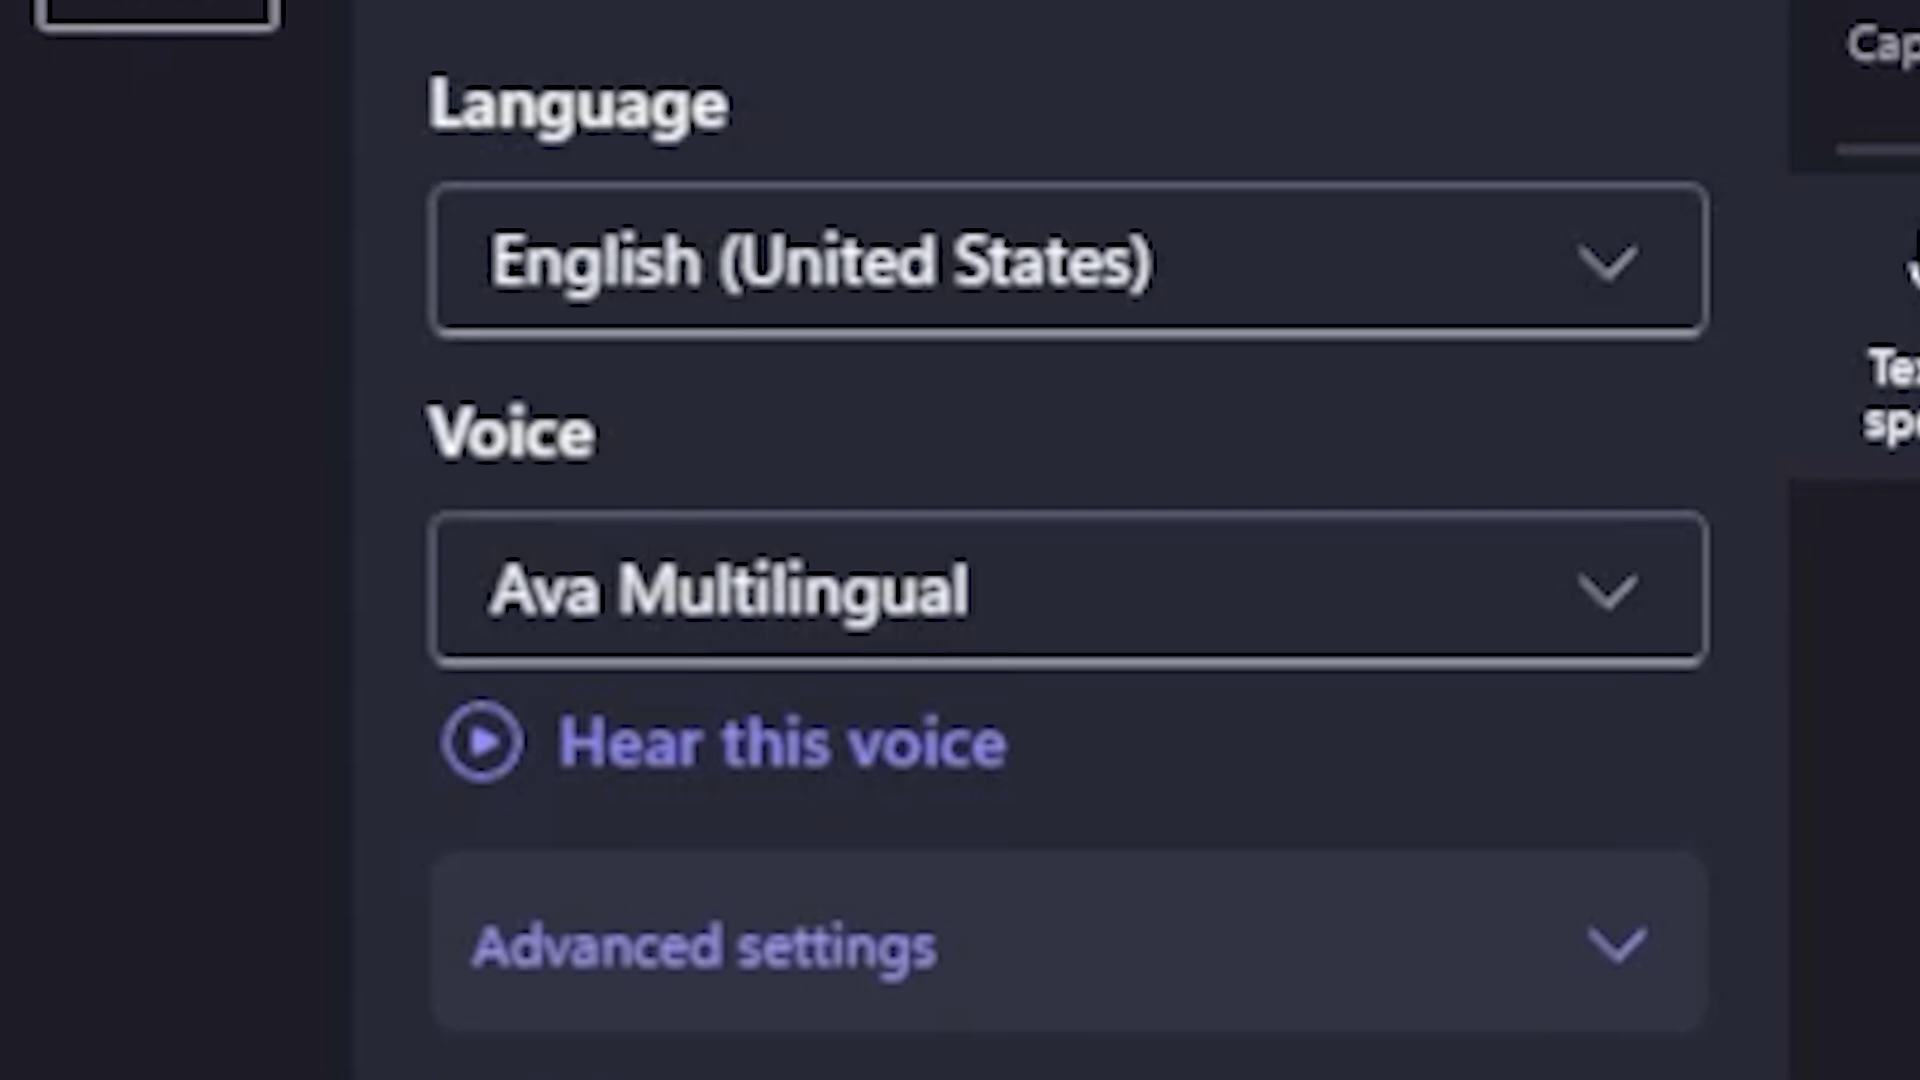 Language
English (United States)
Voice
Ava Multilingual
Hear this voice
Advanced settings